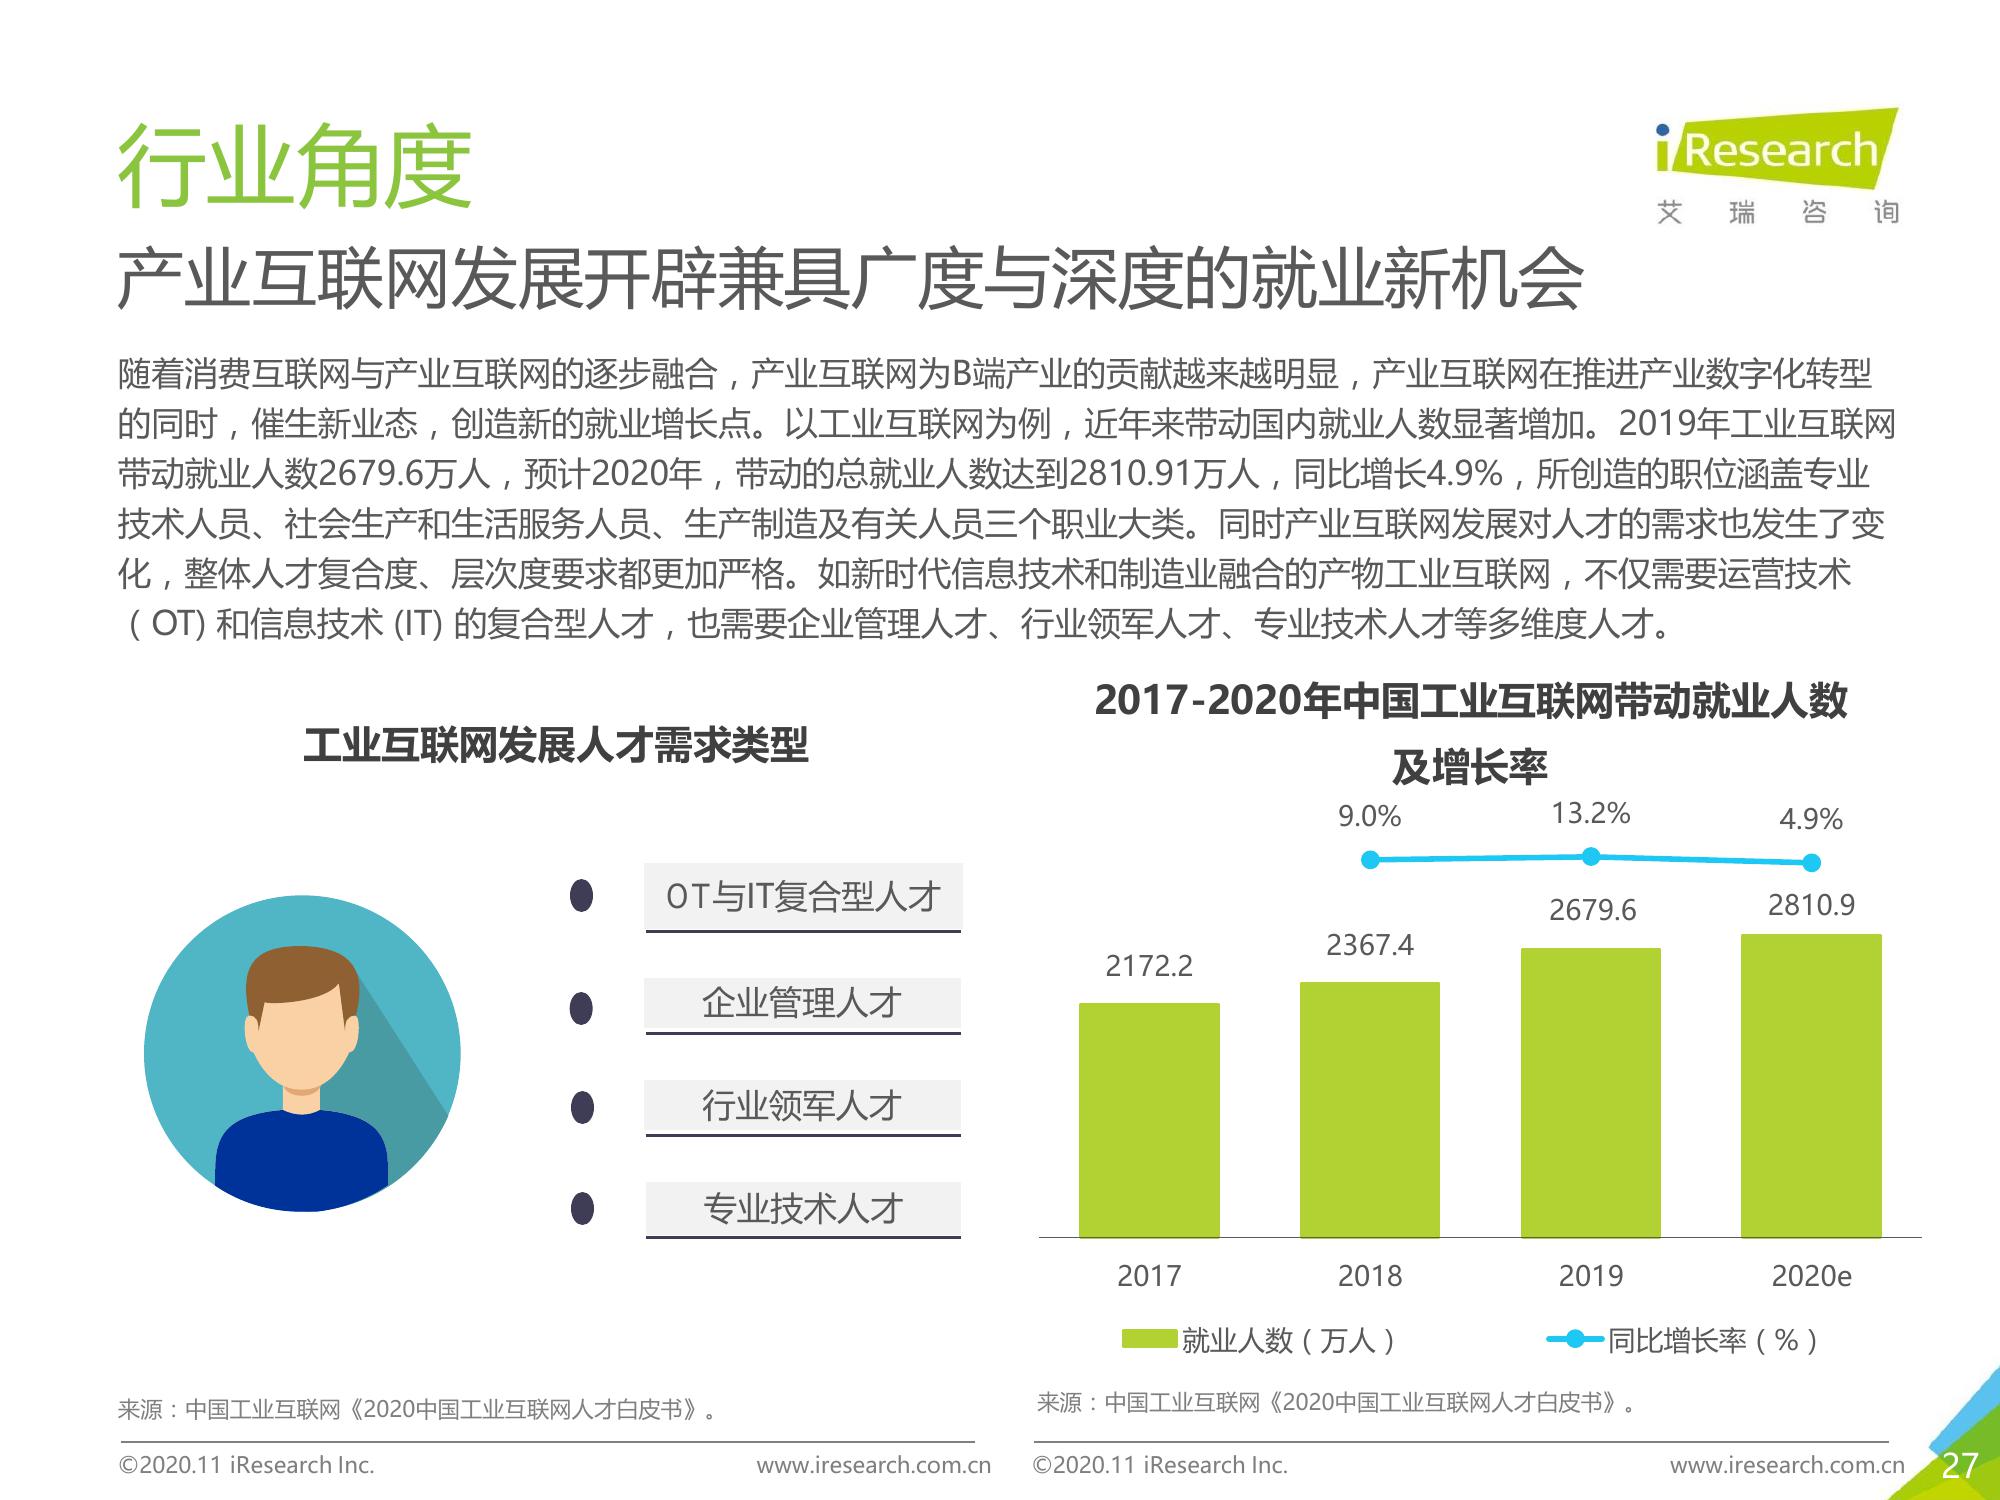 行业角度
iResearch
艾瑞咨询
产业互联网发展开辟兼具广度与深度的就业新机会
随着消费互联网与产业互联网的逐步融合，产业互联网为B端产业的贡献越来越明显，产业互联网在推进产业数字化转型
的同时，催生新业态，创造新的就业增长点。以工业互联网为例，近年来带动国内就业人数显著增加。2019年工业互联网
带动就业人数2679.6万人，预计2020年，带动的总就业人数达到2810.91万人，同比增长4.9%，所创造的职位涵盖专业
技术人员、社会生产和生活服务人员、生产制造及有关人员三个职业大类。同时产业互联网发展对人才的需求也发生了变
化，整体人才复合度、层次度要求都更加严格。如新时代信息技术和制造业融合的产物工业互联网，不仅需要运营技术
（OT) 和信息技术 (IT) 的复合型人才，也需要企业管理人才、行业领军人才、专业技术人才等多维度人才。
工业互联网发展人才需求类型
OT与IT复合型人才
企业管理人才
行业领军人才
专业技术人才
来源：中国工业互联网《2020中国工业互联网人才白皮书》。
2017-2020年中国工业互联网带动就业人数
及增长率
9.0% 13.2% 4.9%
2172.2 2367.4 2679.6 2810.9
2017 2018 2019 2020e
就业人数（万人） 同比增长率（%）
来源：中国工业互联网《2020中国工业互联网人才白皮书》。
©2020.11 iResearch Inc. www.iresearch.com.cn
©2020.11 iResearch Inc. www.iresearch.com.cn
27